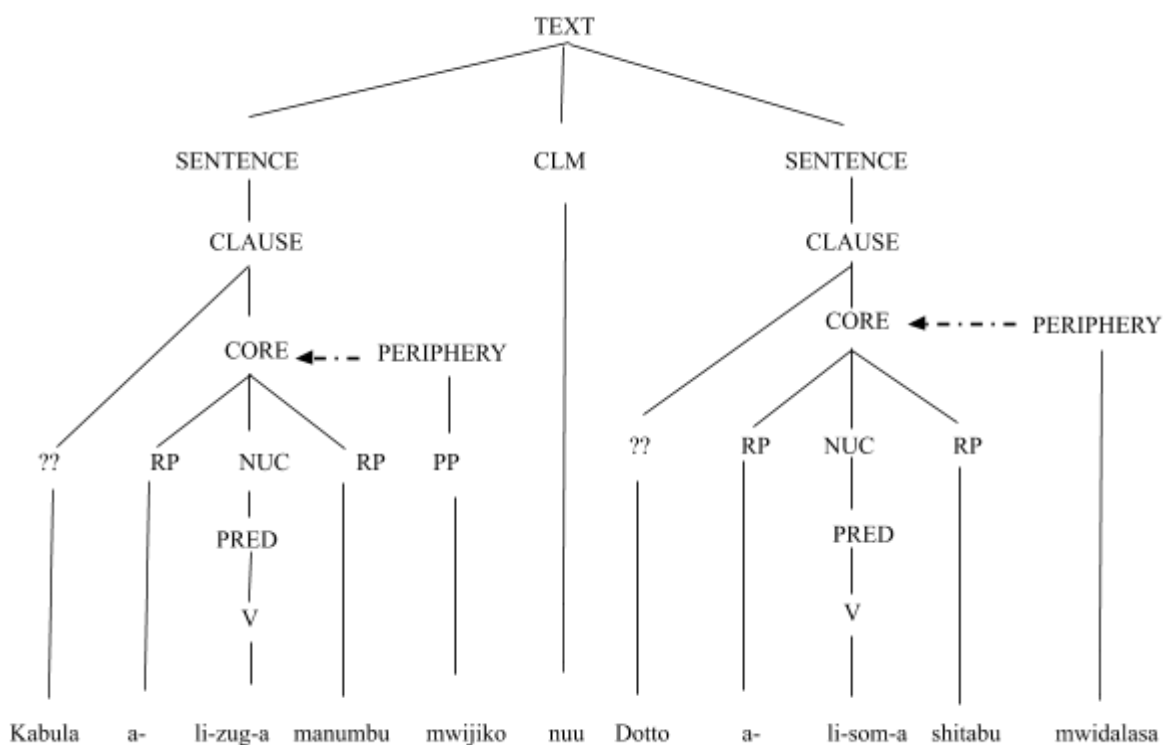 TEXT
SENTENCE CLM SENTENCE
CLAUSE CLAUSE
CORE PERIPHERY
CORE PERIPHERY
?? RP NUC RP
?? RP NUC RP PP
PRED PRED
V V
Kabula a- li-zug-a manumbu mwijiko nuu Dotto a- li-som-a shitabu mwidalasa